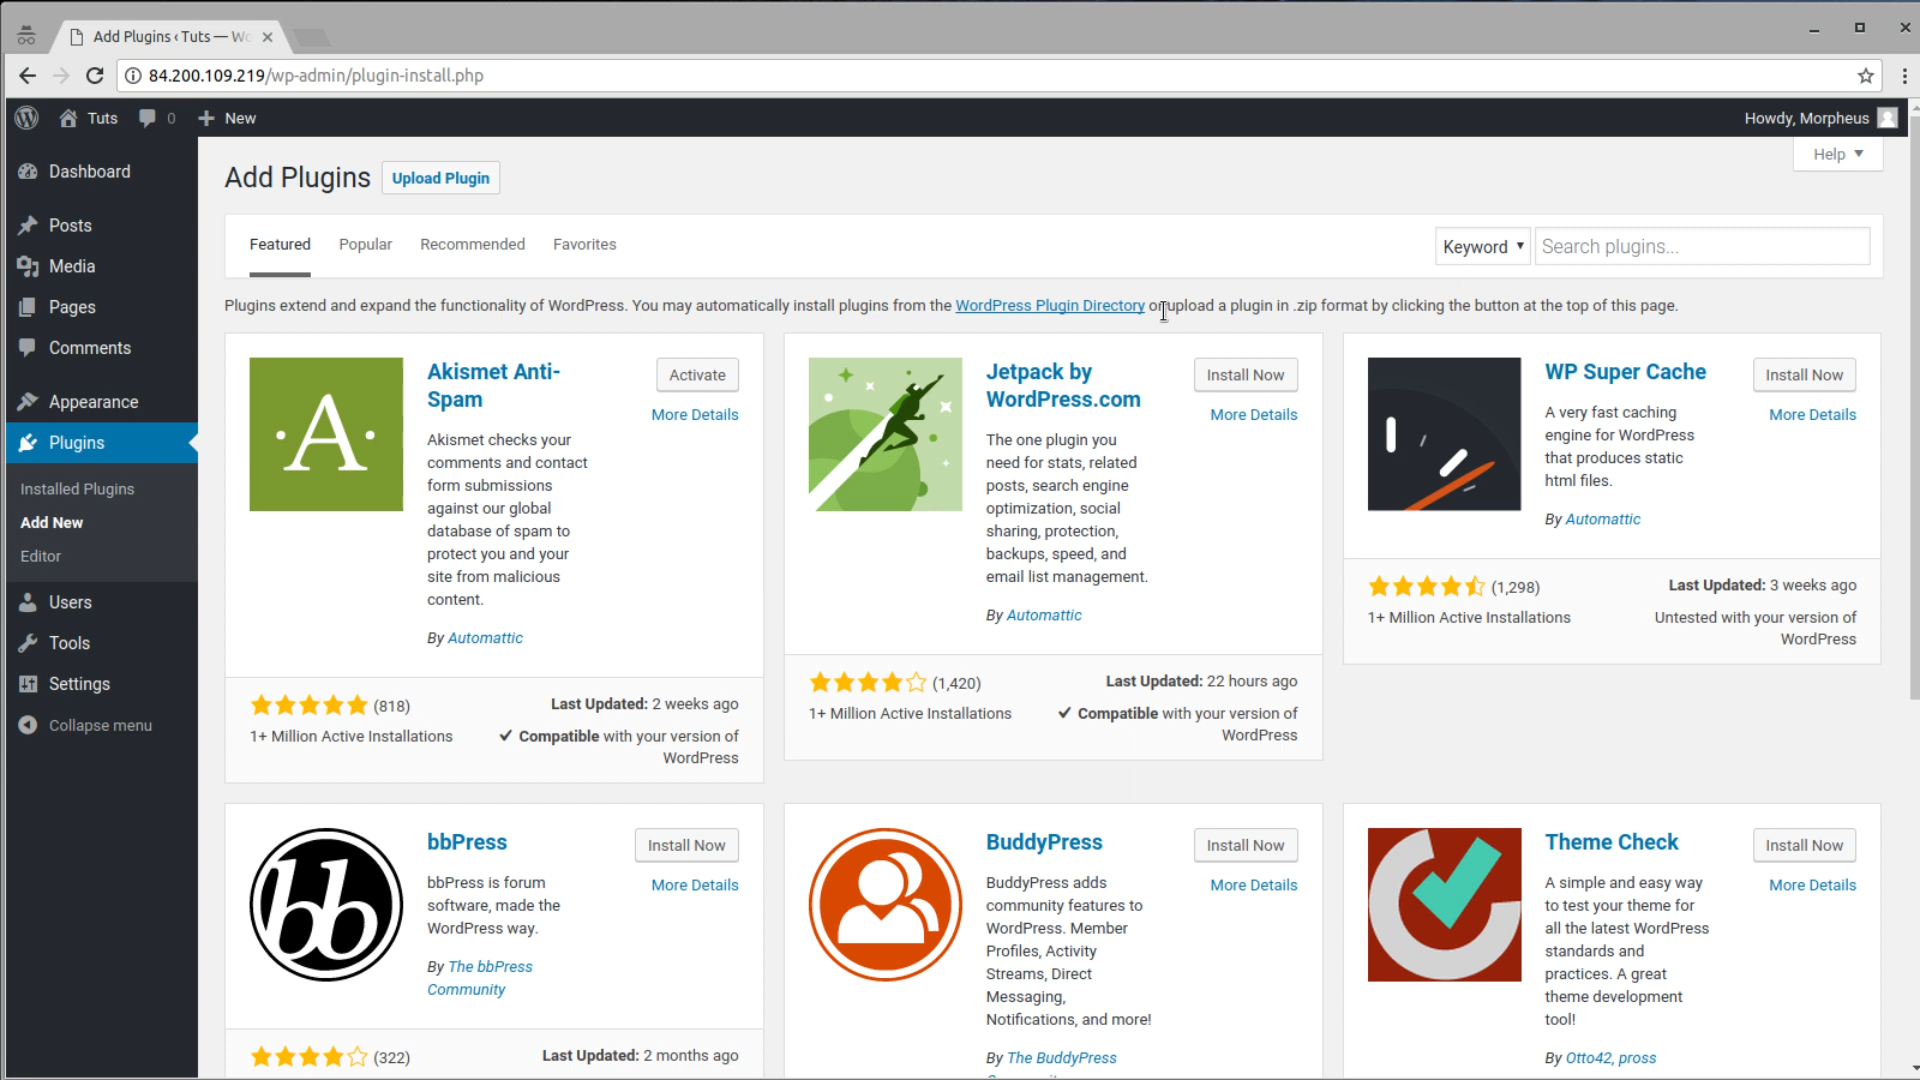 Add Plugins ‹ Tuts — Wo
84.200.109.219/wp-admin/plugin-install.php
Tuts
0
New
Howdy, Morpheus
Help
Dashboard
Posts
Media
Pages
Comments
Appearance
Plugins
Installed Plugins
Add New
Editor
Users
Tools
Settings
Collapse menu
Add Plugins
Upload Plugin
Featured
Popular
Recommended
Favorites
Keyword
Search plugins...
Plugins extend and expand the functionality of WordPress. You may automatically install plugins from the WordPress Plugin Directory or upload a plugin in .zip format by clicking the button at the top of this page.
A
Akismet Anti-
Spam
Activate
More Details
Akismet checks your
comments and contact
form submissions
against our global
database of spam to
protect you and your
site from malicious
content.
By Automattic
(818)
1+ Million Active Installations
Last Updated: 2 weeks ago
Compatible with your version of
WordPress
Jetpack by
WordPress.com
Install Now
More Details
The one plugin you
need for stats, related
posts, search engine
optimization, social
sharing, protection,
backups, speed, and
email list management.
By Automattic
(1,420)
1+ Million Active Installations
Last Updated: 22 hours ago
Compatible with your version of
WordPress
WP Super Cache
Install Now
More Details
A very fast caching
engine for WordPress
that produces static
html files.
By Automattic
(1,298)
1+ Million Active Installations
Last Updated: 3 weeks ago
Untested with your version of
WordPress
bb
bbPress
Install Now
More Details
bbPress is forum
software, made the
WordPress way.
By The bbPress
Community
(322)
Last Updated: 2 months ago
BuddyPress
Install Now
More Details
BuddyPress adds
community features to
WordPress. Member
Profiles, Activity
Streams, Direct
Messaging,
Notifications, and more!
By The BuddyPress
Theme Check
Install Now
More Details
A simple and easy way
to test your theme for
all the latest WordPress
standards and
practices. A great
theme development
tool!
By Otto42, pross